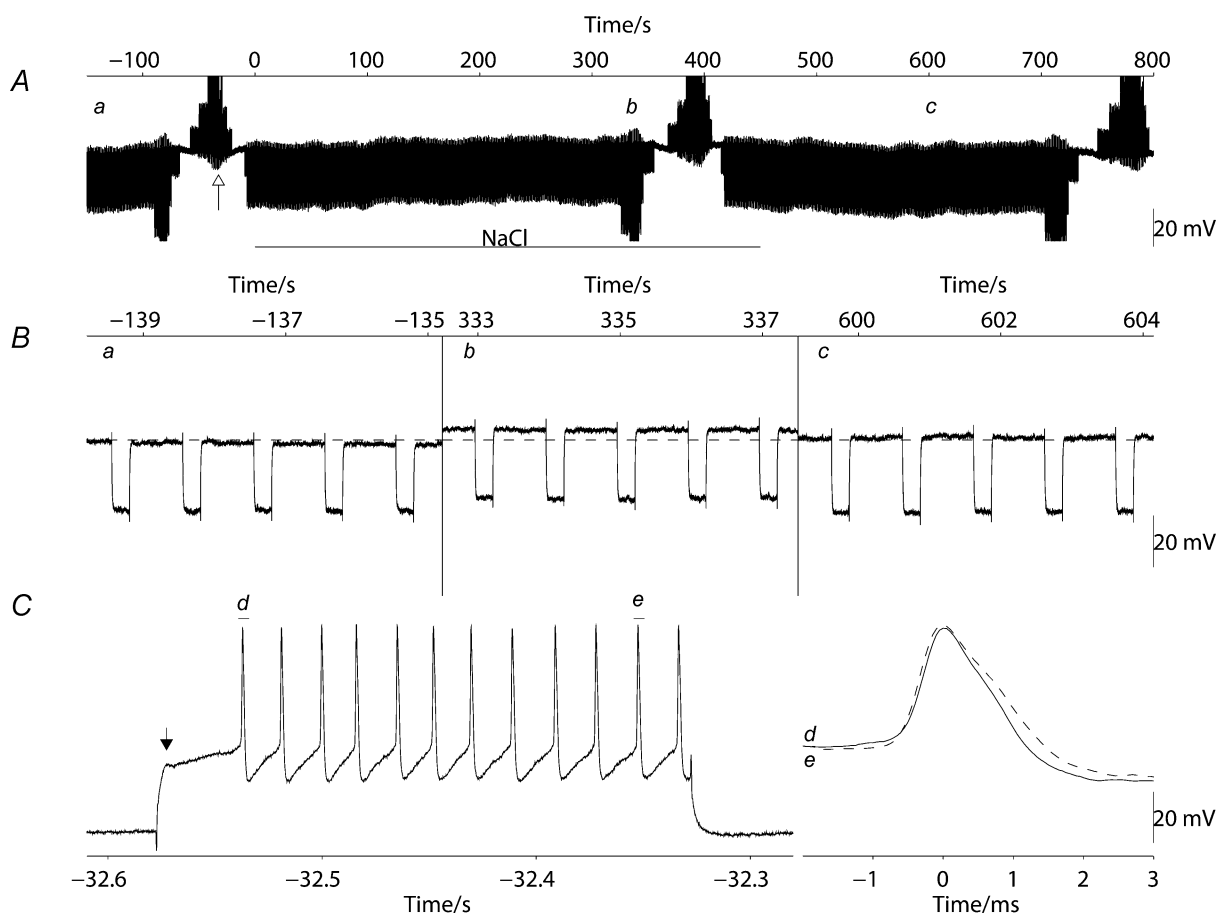 Time/s
−100 0 100 200 300 400 500 600 700 800
A
a b c
20 mV
NaCl
Time/s Time/s Time/s
−139 −137 −135 333 335 337 600 602 604
B
a b c
20 mV
C
d e
d
e
20 mV
−32.6 −32.5 −32.4 −32.3 −1 0 1 2 3
Time/s Time/ms